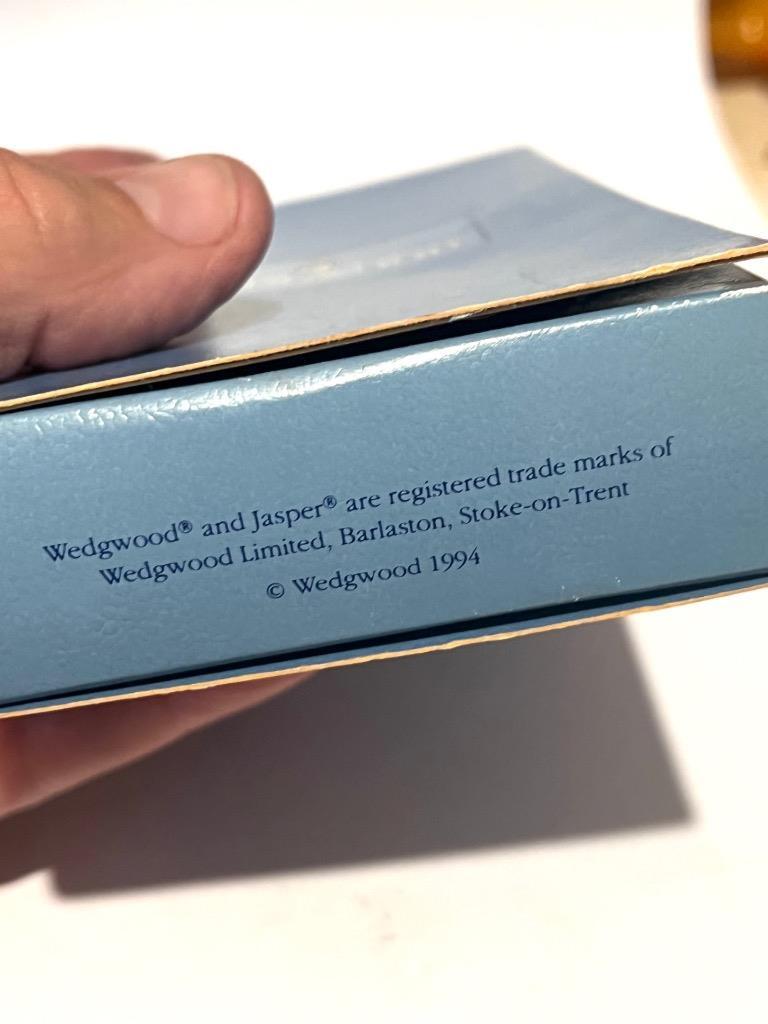 Wedgwood® and Jasper® are registered trade marks of
Wedgwood Limited, Barlaston, Stoke-on-Trent
© Wedgwood 1994